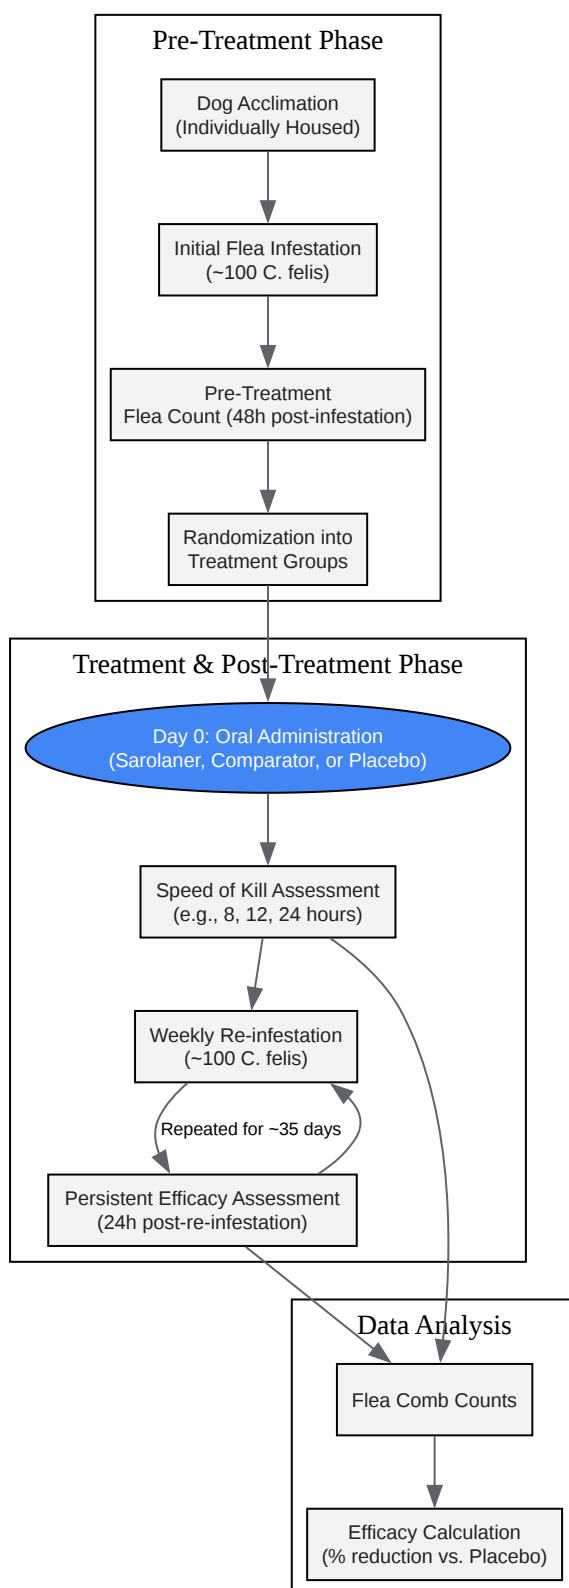 Pre-Treatment Phase
Dog Acclimation
(Individually Housed)
Initial Flea Infestation
(~100 C. felis)
Pre-Treatment
Flea Count (48h post-infestation)
Randomization into
Treatment Groups
Treatment & Post-Treatment Phase
Day 0: Oral Administration
(Sarolaner, Comparator, or Placebo)
Speed of Kill Assessment
(e.g., 8, 12, 24 hours)
Weekly Re-infestation
(~100 C. felis)
Repeated for ~35 days
Persistent Efficacy Assessment
(24h post-re-infestation)
Data Analysis
Flea Comb Counts
Efficacy Calculation
(% reduction vs. Placebo)